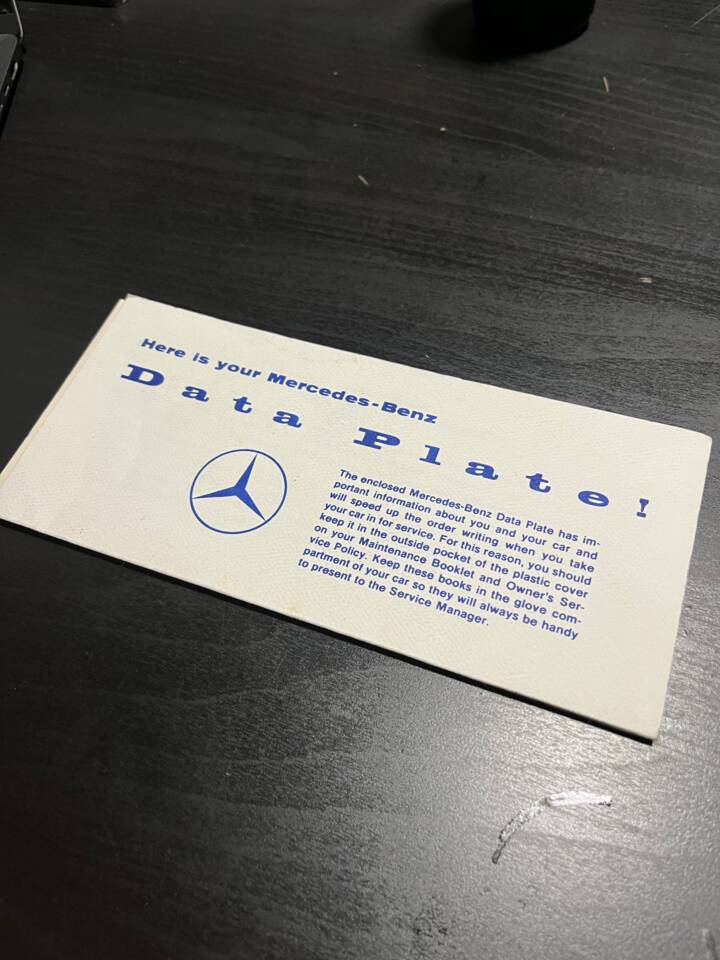 Here is your Mercedes-Benz
Data Plate!
The enclosed Mercedes-Benz Data Plate has im-
portant information about you and your car and
will speed up the order writing when you take
your car in for service. For this reason, you should
keep it in the outside pocket of the plastic cover
on your Maintenance Booklet and Owner's Ser-
vice Policy. Keep these books in the glove com-
partment of your car so they will always be handy
to present to the Service Manager.